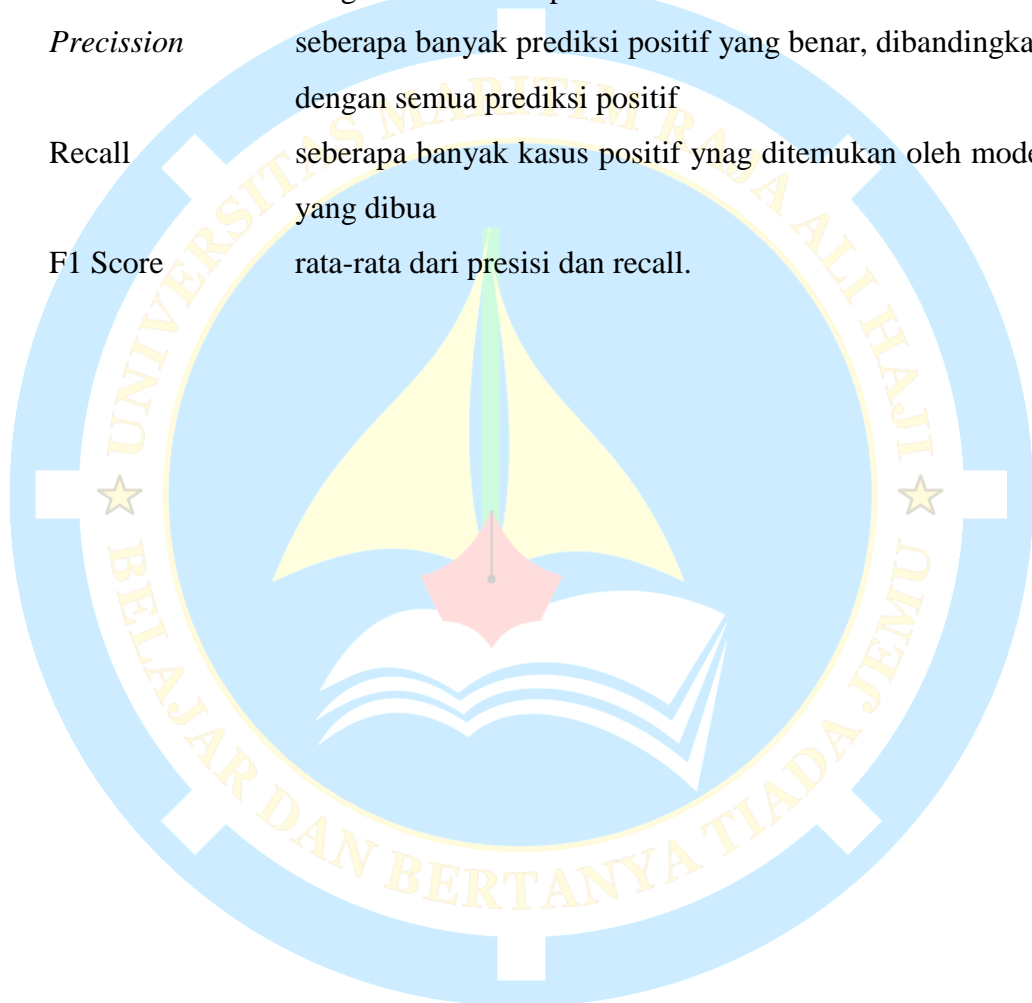 Precission seberapa banyak prediksi positif yang benar, dibandingka
dengan semua prediksi positif
Recall seberapa banyak kasus positif ynag ditemukan oleh mode
yang dibua
F1 Score rata-rata dari presisi dan recall.
UNIVERSITAS MARITIM RAJA ALI HAJI
BELAJAR DAN BERTANYA TIADA JEMU